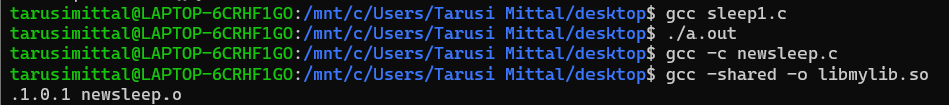 tarusimittal@LAPTOP-6CRHF1GO:/mnt/c/Users/Tarusi Mittal/desktop$ gcc sleep1.c
tarusimittal@LAPTOP-6CRHF1GO:/mnt/c/Users/Tarusi Mittal/desktop$ ./a.out
tarusimittal@LAPTOP-6CRHF1GO:/mnt/c/Users/Tarusi Mittal/desktop$ gcc -c newsleep.c
tarusimittal@LAPTOP-6CRHF1GO:/mnt/c/Users/Tarusi Mittal/desktop$ gcc -shared -o libmylib.so
.1.0.1 newsleep.o